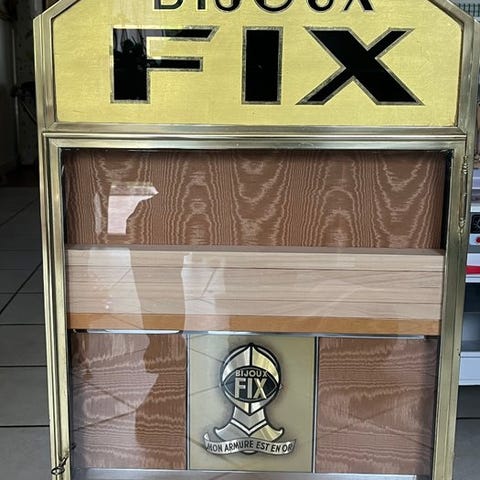 BIJOUX
FIX
BIJOUX
FIX
MON ARMURE EST EN OR